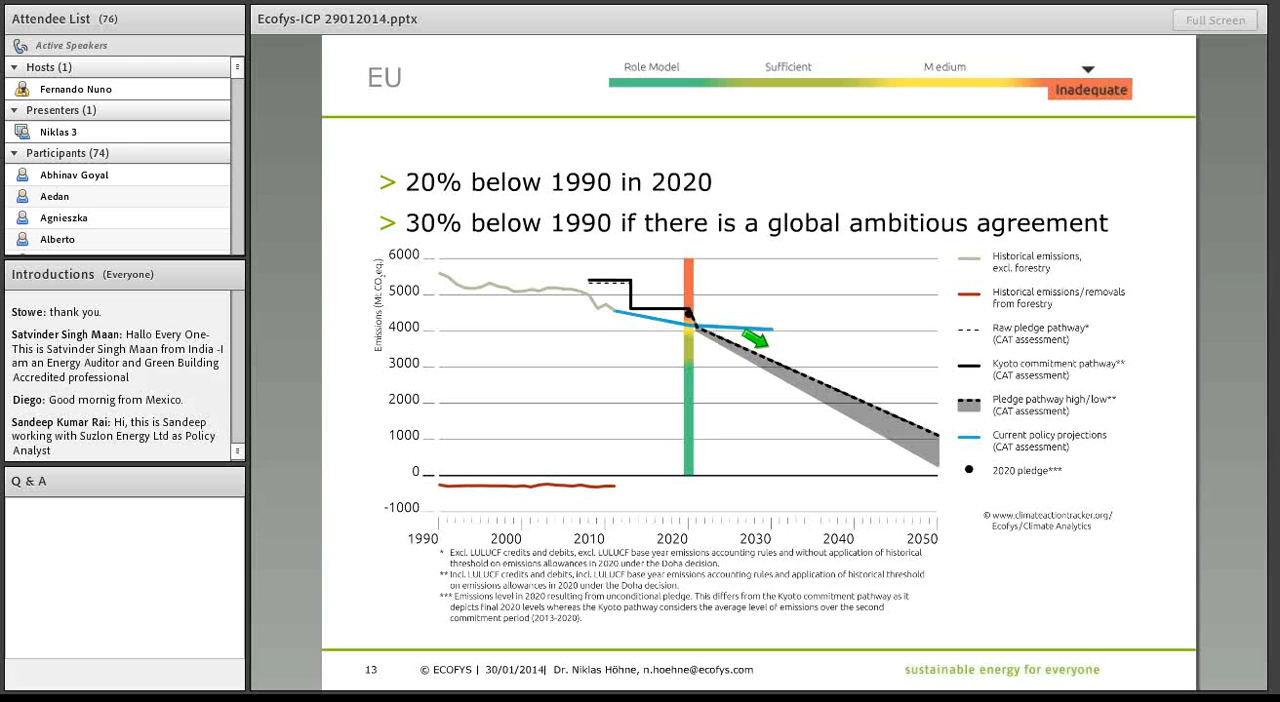 Attendee List (76)
Active Speakers
Hosts (1)
Fernando Nuno
Presenters (1)
Niklas 3
Participants (74)
Abhinav Goyal
Aedan
Agnieszka
Alberto
Introductions (Everyone)
Stowe: thank you.
Satvinder Singh Maan: Hallo Every One-
This is Satvinder Singh Maan from India -I
am an Energy Auditor and Green Building
Accredited professional
Diego: Good mornig from Mexico.
Sandeep Kumar Rai: Hi, this is Sandeep
working with Suzlon Energy Ltd as Policy
Analyst
Q & A
Ecofys-ICP 29012014.pptx
Full Screen
EU
Role Model Sufficient Medium
Inadequate
> 20% below 1990 in 2020
> 30% below 1990 if there is a global ambitious agreement
Emissions (Mt CO2eq.)
6000
5000
4000
3000
2000
1000
0
-1000
1990 2000 2010 2020 2030 2040 2050
Historical emissions,
excl. forestry
Historical emissions/removals
from forestry
Raw pledge pathway*
(CAT assessment)
Kyoto commitment pathway**
(CAT assessment)
Pledge pathway high/low**
(CAT assessment)
Current policy projections
(CAT assessment)
2020 pledge***
© www.climateactiontracker.org/
Ecofys/Climate Analytics
* Excl. LULUCF credits and debits, excl. LULUCF base year emissions accounting rules and without application of historical
threshold on emissions allowances in 2020 under the Doha decision.
** Incl. LULUCF credits and debits, incl. LULUCF base year emissions accounting rules and application of historical threshold
on emissions allowances in 2020 under the Doha decision.
*** Emissions level in 2020 resulting from unconditional pledge. This differs from the Kyoto commitment pathway as it
depicts final 2020 levels whereas the Kyoto pathway considers the average level of emissions over the second
commitment period (2013-2020).
13 © ECOFYS | 30/01/2014| Dr. Niklas Höhne, n.hoehne@ecofys.com
sustainable energy for everyone